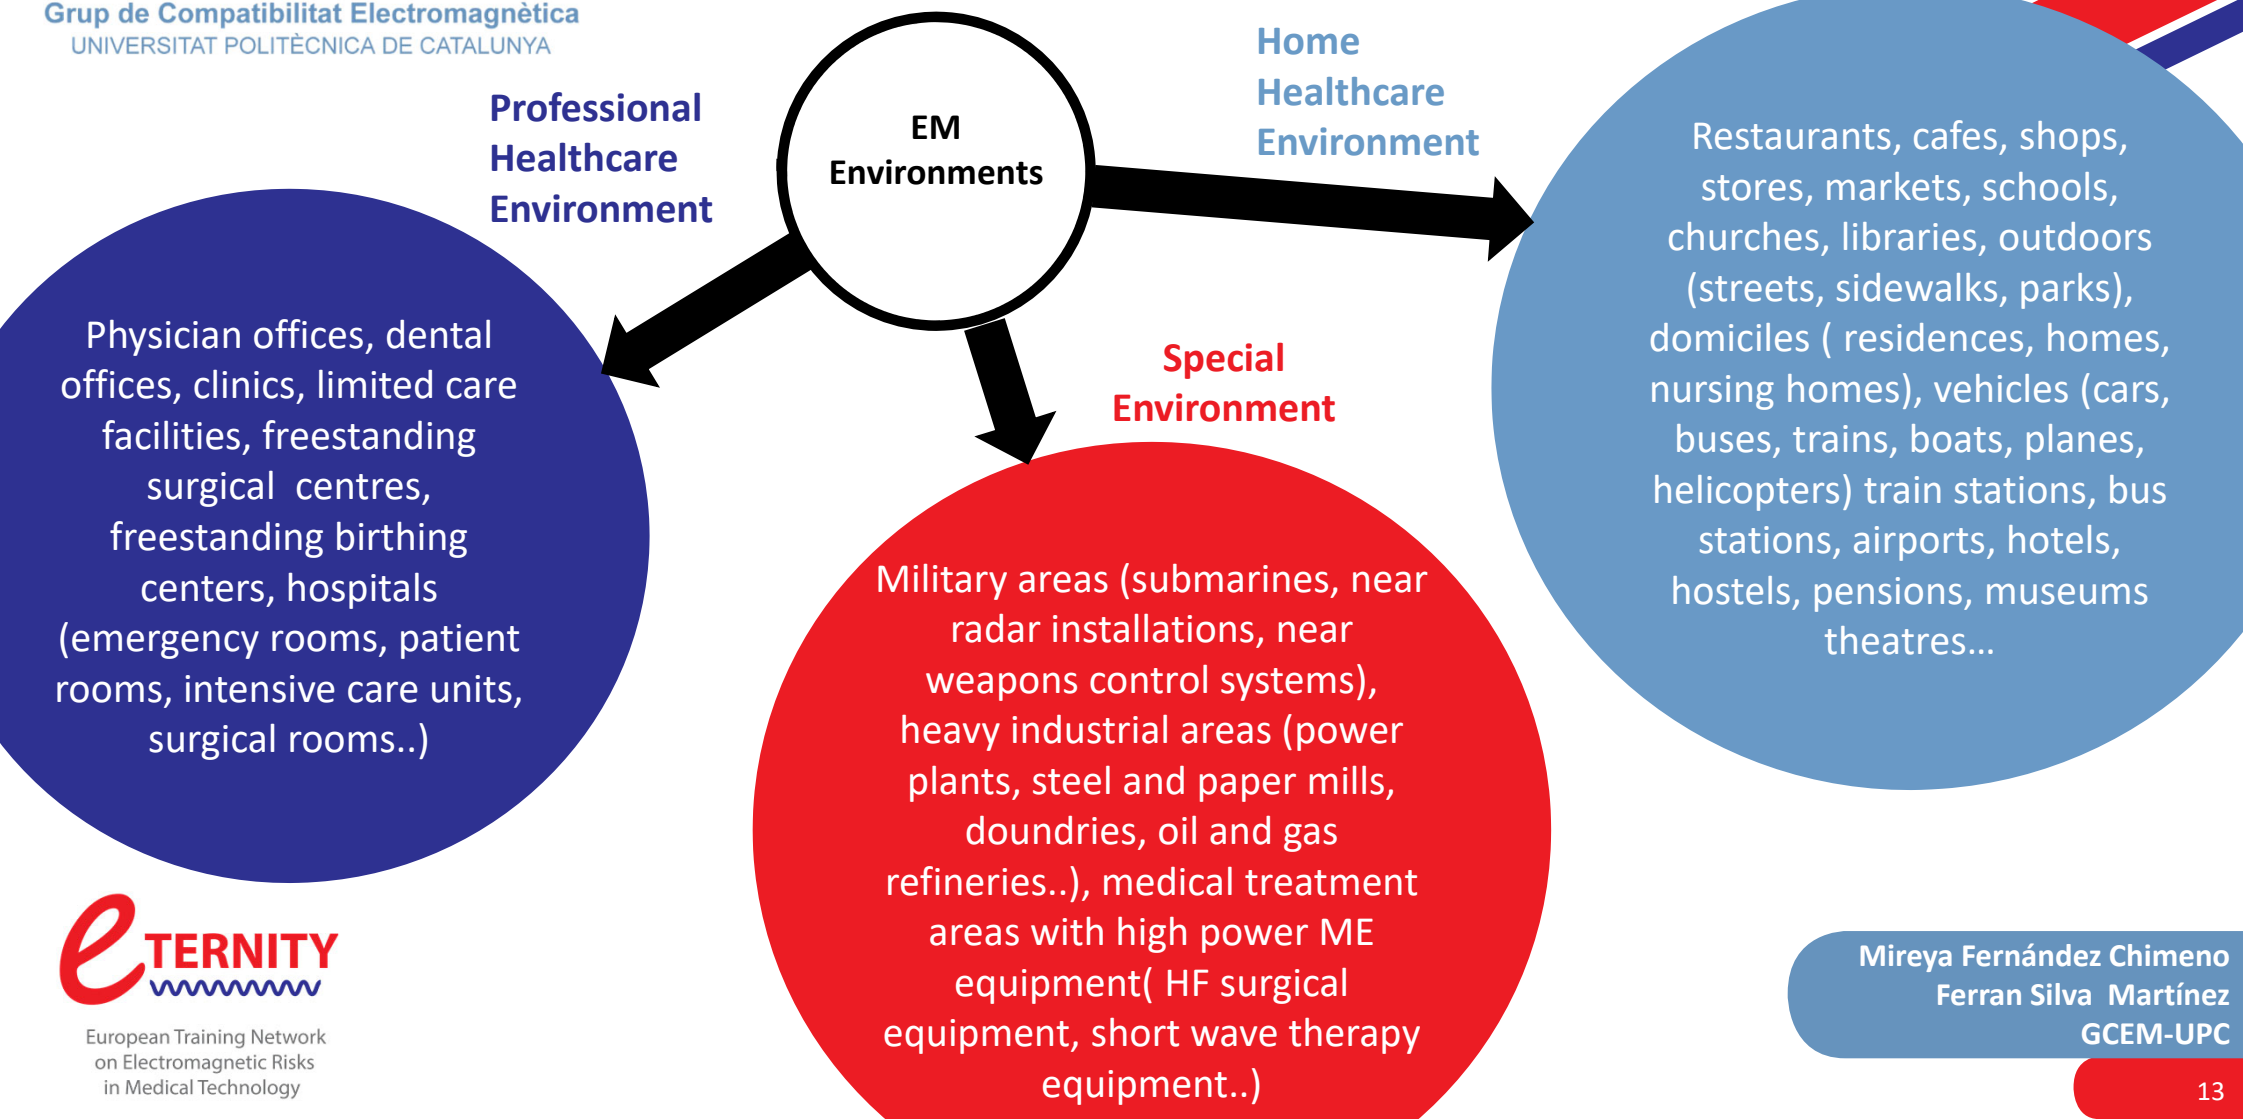 Grup de Compatibilitat Electromagnètica
UNIVERSITAT POLITÈCNICA DE CATALUNYA
Professional
Healthcare
Environment
EM
Environments
Home
Healthcare
Environment
Physician offices, dental
offices, clinics, limited care
facilities, freestanding
surgical centres,
freestanding birthing
centers, hospitals
(emergency rooms, patient
rooms, intensive care units,
surgical rooms..)
Special
Environment
Military areas (submarines, near
radar installations, near
weapons control systems),
heavy industrial areas (power
plants, steel and paper mills,
doundries, oil and gas
refineries..), medical treatment
areas with high power ME
equipment( HF surgical
equipment, short wave therapy
equipment..)
Restaurants, cafes, shops,
stores, markets, schools,
churches, libraries, outdoors
(streets, sidewalks, parks),
domiciles ( residences, homes,
nursing homes), vehicles (cars,
buses, trains, boats, planes,
helicopters) train stations, bus
stations, airports, hotels,
hostels, pensions, museums
theatres...
eTERNITY
European Training Network
on Electromagnetic Risks
in Medical Technology
Mireya Fernández Chimeno
Ferran Silva Martínez
GCEM-UPC
13